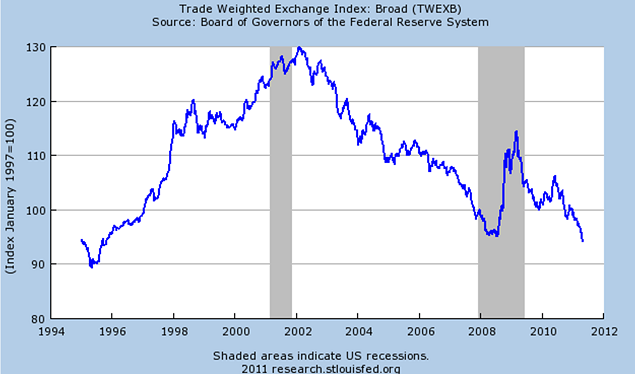 Trade Weighted Exchange Index: Broad (TWEXB)
Source: Board of Governors of the Federal Reserve System
(Index January 1997=100)
130
120
110
100
90
80
1994 1996 1998 2000 2002 2004 2006 2008 2010 2012
Shaded areas indicate US recessions.
2011 research.stlouisfed.org